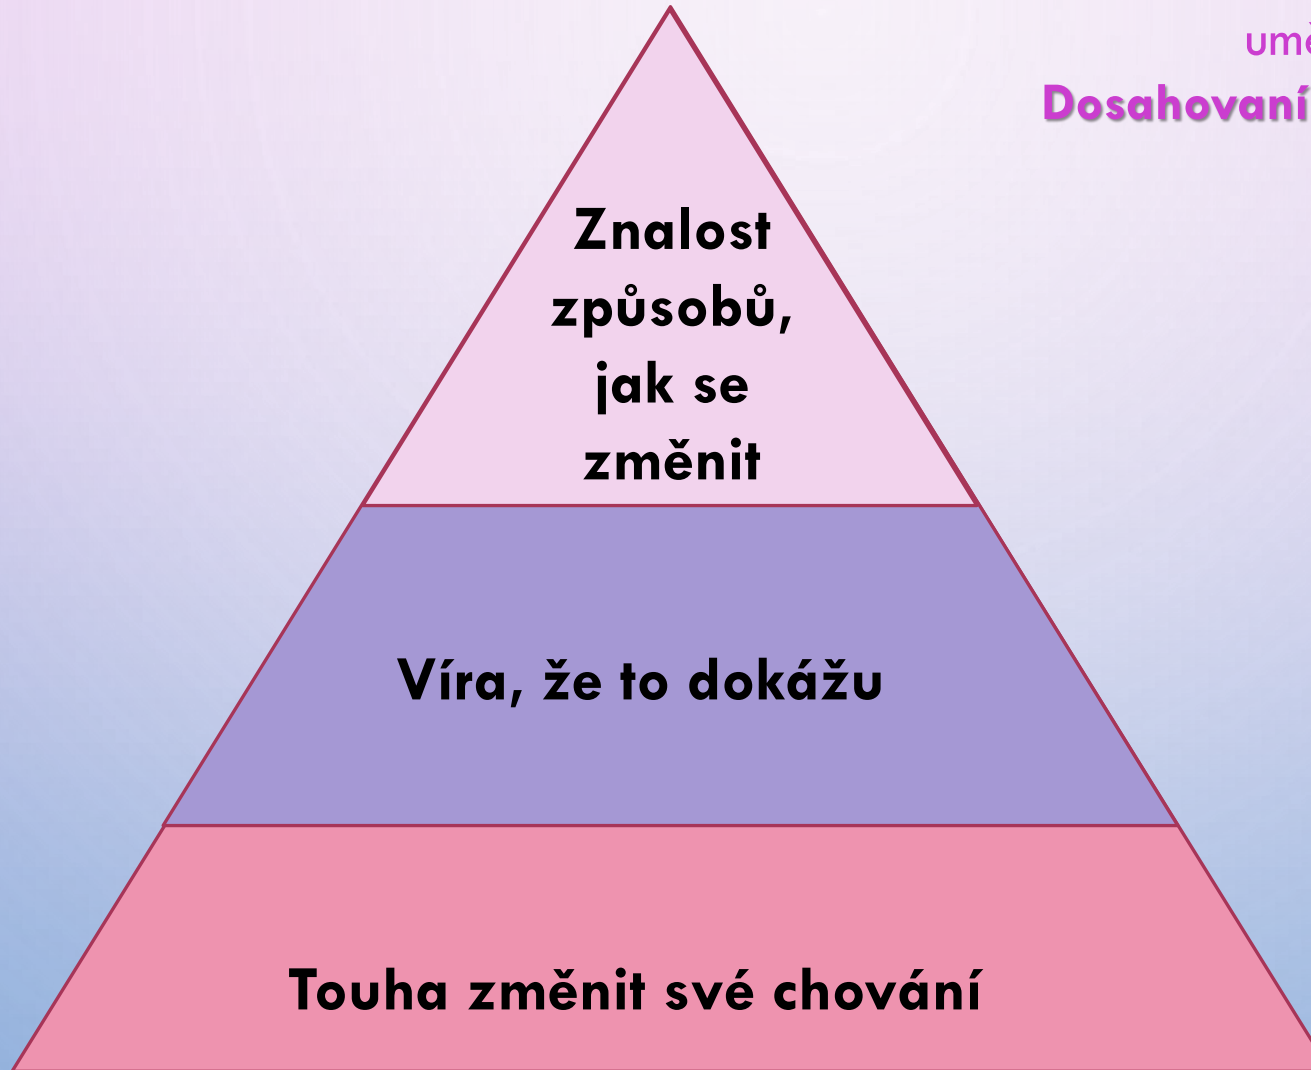 Dosahovaní
Znalost
způsobů,
jak se
změnit
Víra, že to dokážu
Touha změnit své chování